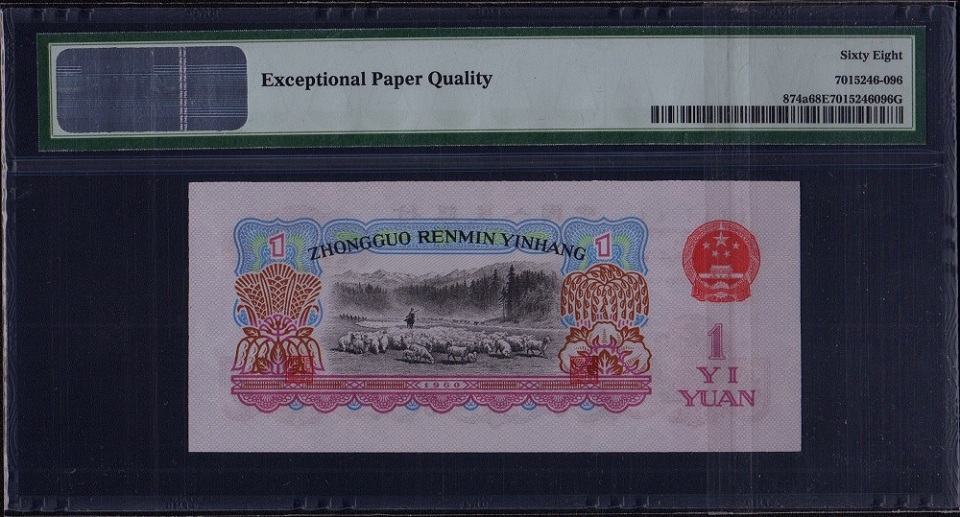 Exceptional Paper Quality
Sixty Eight
7015246-096
874a68E7015246096G
ZHONGGUO RENMIN YINHANG
1
1
1960
1
YI
YUAN